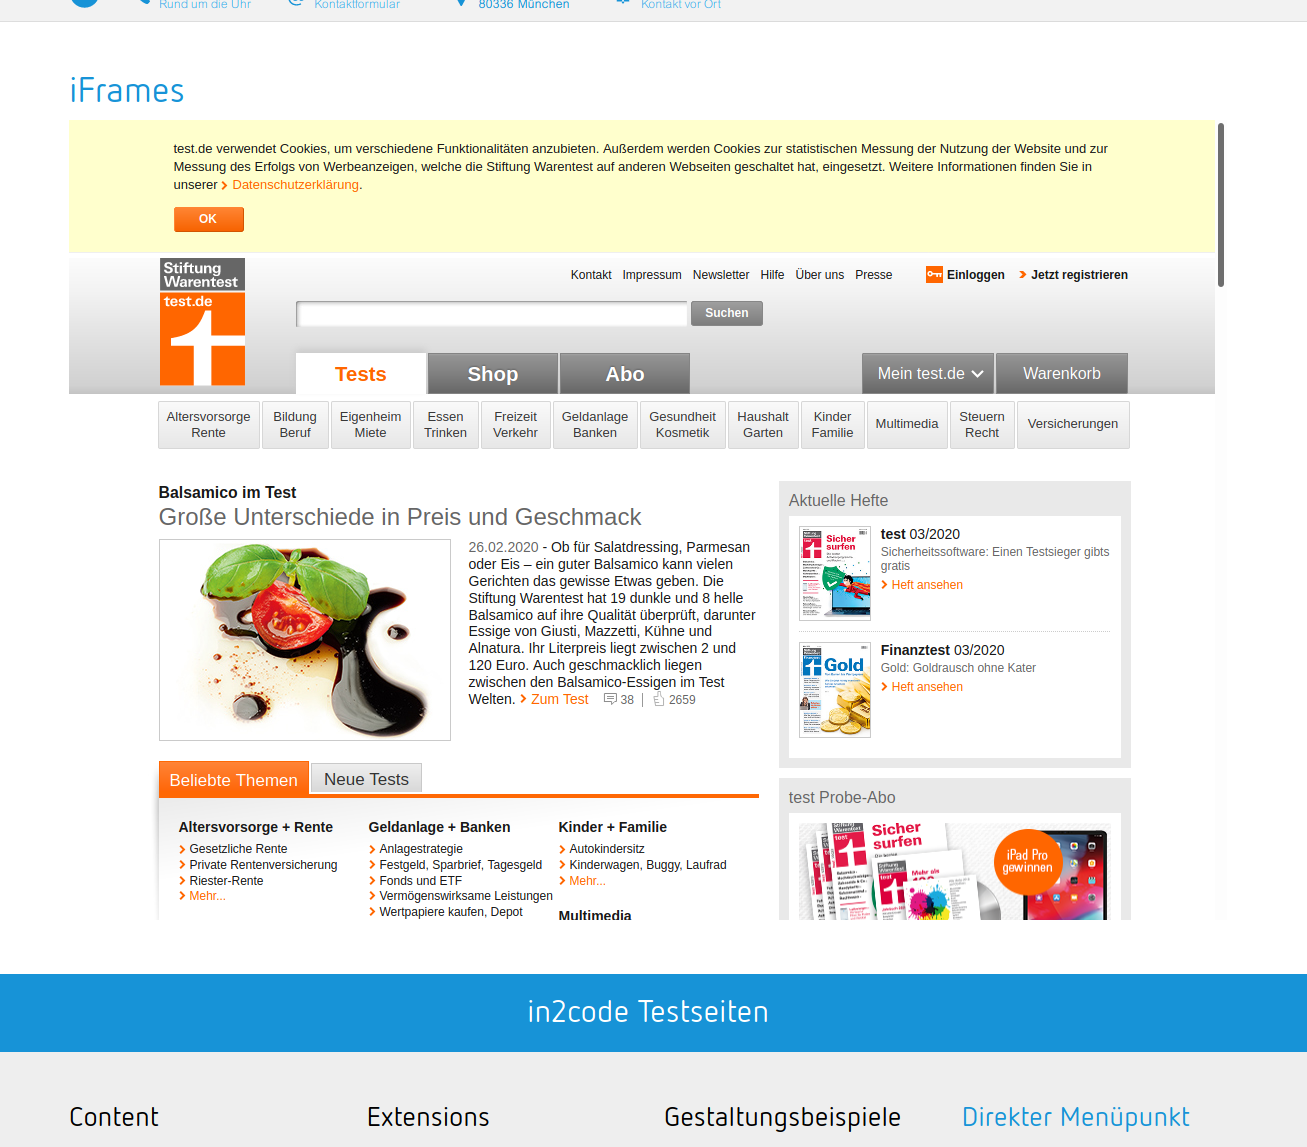 Rund um die Uhr
Kontaktformular
80336 München
Kontakt vor Ort
iFrames
test.de verwendet Cookies, um verschiedene Funktionalitäten anzubieten. Außerdem werden Cookies zur statistischen Messung der Nutzung der Website und zur
Messung des Erfolgs von Werbeanzeigen, welche die Stiftung Warentest auf anderen Webseiten geschaltet hat, eingesetzt. Weitere Informationen finden Sie in
unserer Datenschutzerklärung.
OK
Stiftung
Warentest
test.de
Kontakt Impressum Newsletter Hilfe Über uns Presse Einloggen Jetzt registrieren
Suchen
Tests Shop Abo Mein test.de Warenkorb
Altersvorsorge
Rente
Bildung
Beruf
Eigenheim
Miete
Essen
Trinken
Freizeit
Verkehr
Geldanlage
Banken
Gesundheit
Kosmetik
Haushalt
Garten
Kinder
Familie
Multimedia
Steuern
Recht
Versicherungen
Balsamico im Test
Große Unterschiede in Preis und Geschmack
26.02.2020 - Ob für Salatdressing, Parmesan
oder Eis – ein guter Balsamico kann vielen
Gerichten das gewisse Etwas geben. Die
Stiftung Warentest hat 19 dunkle und 8 helle
Balsamico auf ihre Qualität überprüft, darunter
Essige von Giusti, Mazzetti, Kühne und
Alnatura. Ihr Literpreis liegt zwischen 2 und
120 Euro. Auch geschmacklich liegen
zwischen den Balsamico-Essigen im Test
Welten. Zum Test 38 | 2659
Aktuelle Hefte
Sicher
surfen
test 03/2020
Sicherheitssoftware: Einen Testsieger gibts
gratis
Heft ansehen
Gold
Finanztest 03/2020
Gold: Goldrausch ohne Kater
Heft ansehen
Beliebte Themen Neue Tests
Altersvorsorge + Rente
Gesetzliche Rente
Private Rentenversicherung
Riester-Rente
Mehr...
Geldanlage + Banken
Anlagestrategie
Festgeld, Sparbrief, Tagesgeld
Fonds und ETF
Vermögenswirksame Leistungen
Wertpapiere kaufen, Depot
Kinder + Familie
Autokindersitz
Kinderwagen, Buggy, Laufrad
Mehr...
Multimedia
test Probe-Abo
Stiftung
Warentest
test
Sicher
surfen
Mehr als
iPad Pro
gewinnen
in2code Testseiten
Content
Extensions
Gestaltungsbeispiele
Direkter Menüpunkt